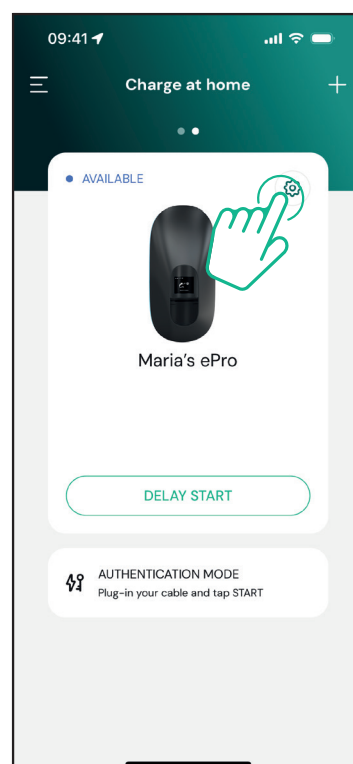 09:41
Charge at home
AVAILABLE
Maria's ePro
DELAY START
AUTHENTICATION MODE
Plug-in your cable and tap START